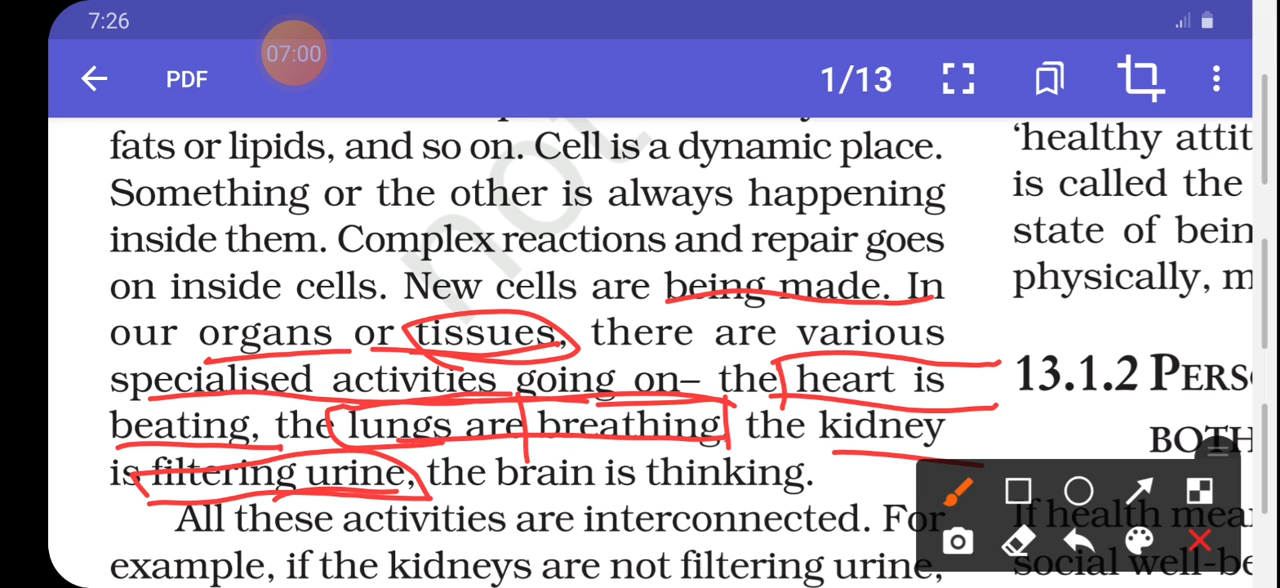 7:26
07:00
PDF
1/13
fats or lipids, and so on. Cell is a dynamic place.
Something or the other is always happening
inside them. Complex reactions and repair goes
on inside cells. New cells are being made. In
our organs or tissues, there are various
specialised activities going on– the heart is
beating, the lungs are breathing, the kidney
is filtering urine, the brain is thinking.
All these activities are interconnected. For
example, if the kidneys are not filtering urine,
not
'healthy attit
is called the
state of bein
physically, m
13.1.2 PERS
BOTH
If health mea
social well-be